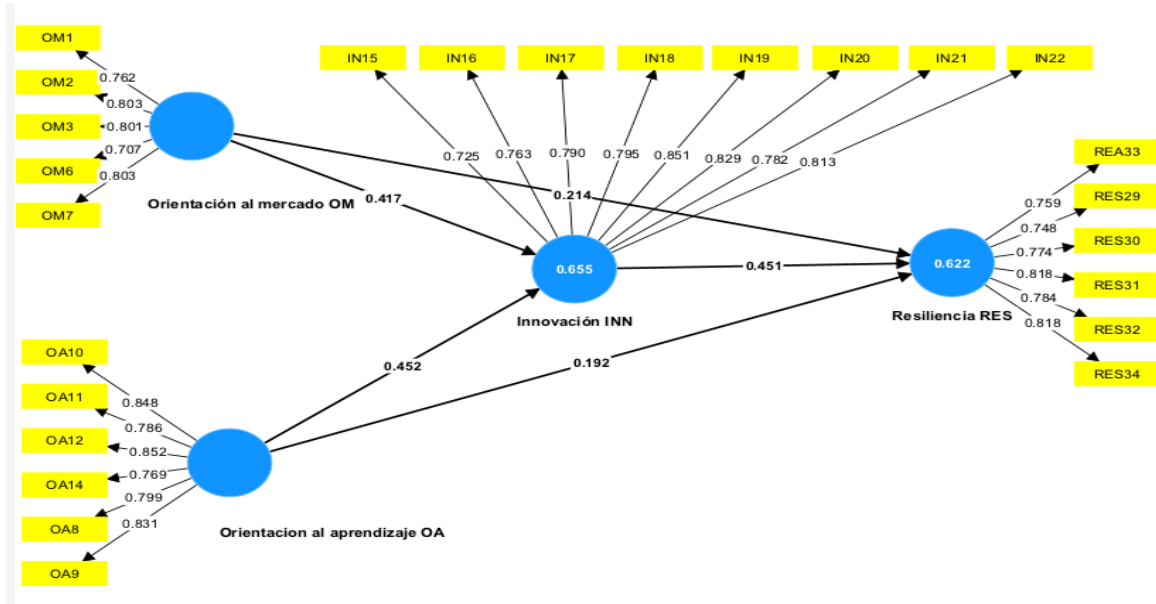 OM1
OM2
OM3
OM6
OM7
0.762
0.803
0.801
0.707
0.803
Orientación al mercado OM
IN15
IN16
IN17
IN18
IN19
IN20
IN21
IN22
0.725
0.763
0.790
0.795
0.851
0.829
0.782
0.813
0.417
0.214
0.655
Innovación INN
0.451
0.622
Resiliencia RES
REA33
RES29
RES30
RES31
RES32
RES34
0.759
0.748
0.774
0.818
0.784
0.818
0.452
0.192
OA10
OA11
OA12
OA14
OA8
OA9
0.848
0.786
0.852
0.769
0.799
0.831
Orientacion al aprendizaje OA